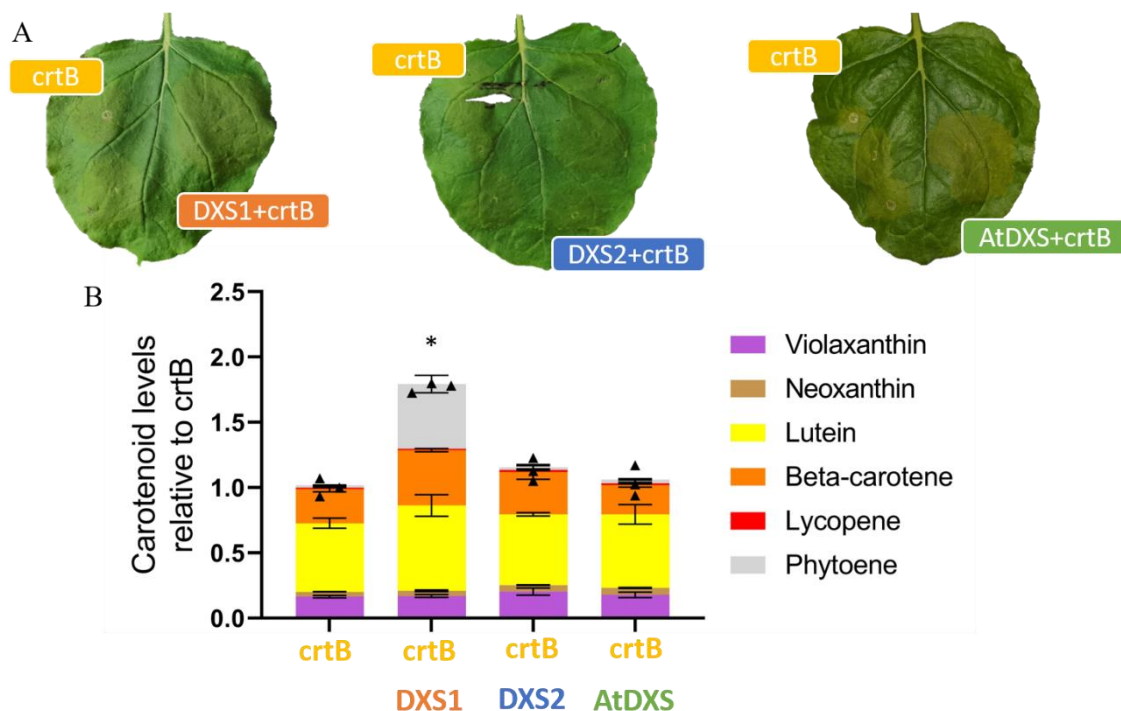 A
crtB
crtB
crtB
DXS1+crtB
DXS2+crtB
AtDXS+crtB
B
Carotenoid levels
relative to crtB
2.5
2.0
1.5
1.0
0.5
0.0
*
Violaxanthin
Neoxanthin
Lutein
Beta-carotene
Lycopene
Phytoene
crtB crtB crtB crtB
DXS1 DXS2 AtDXS